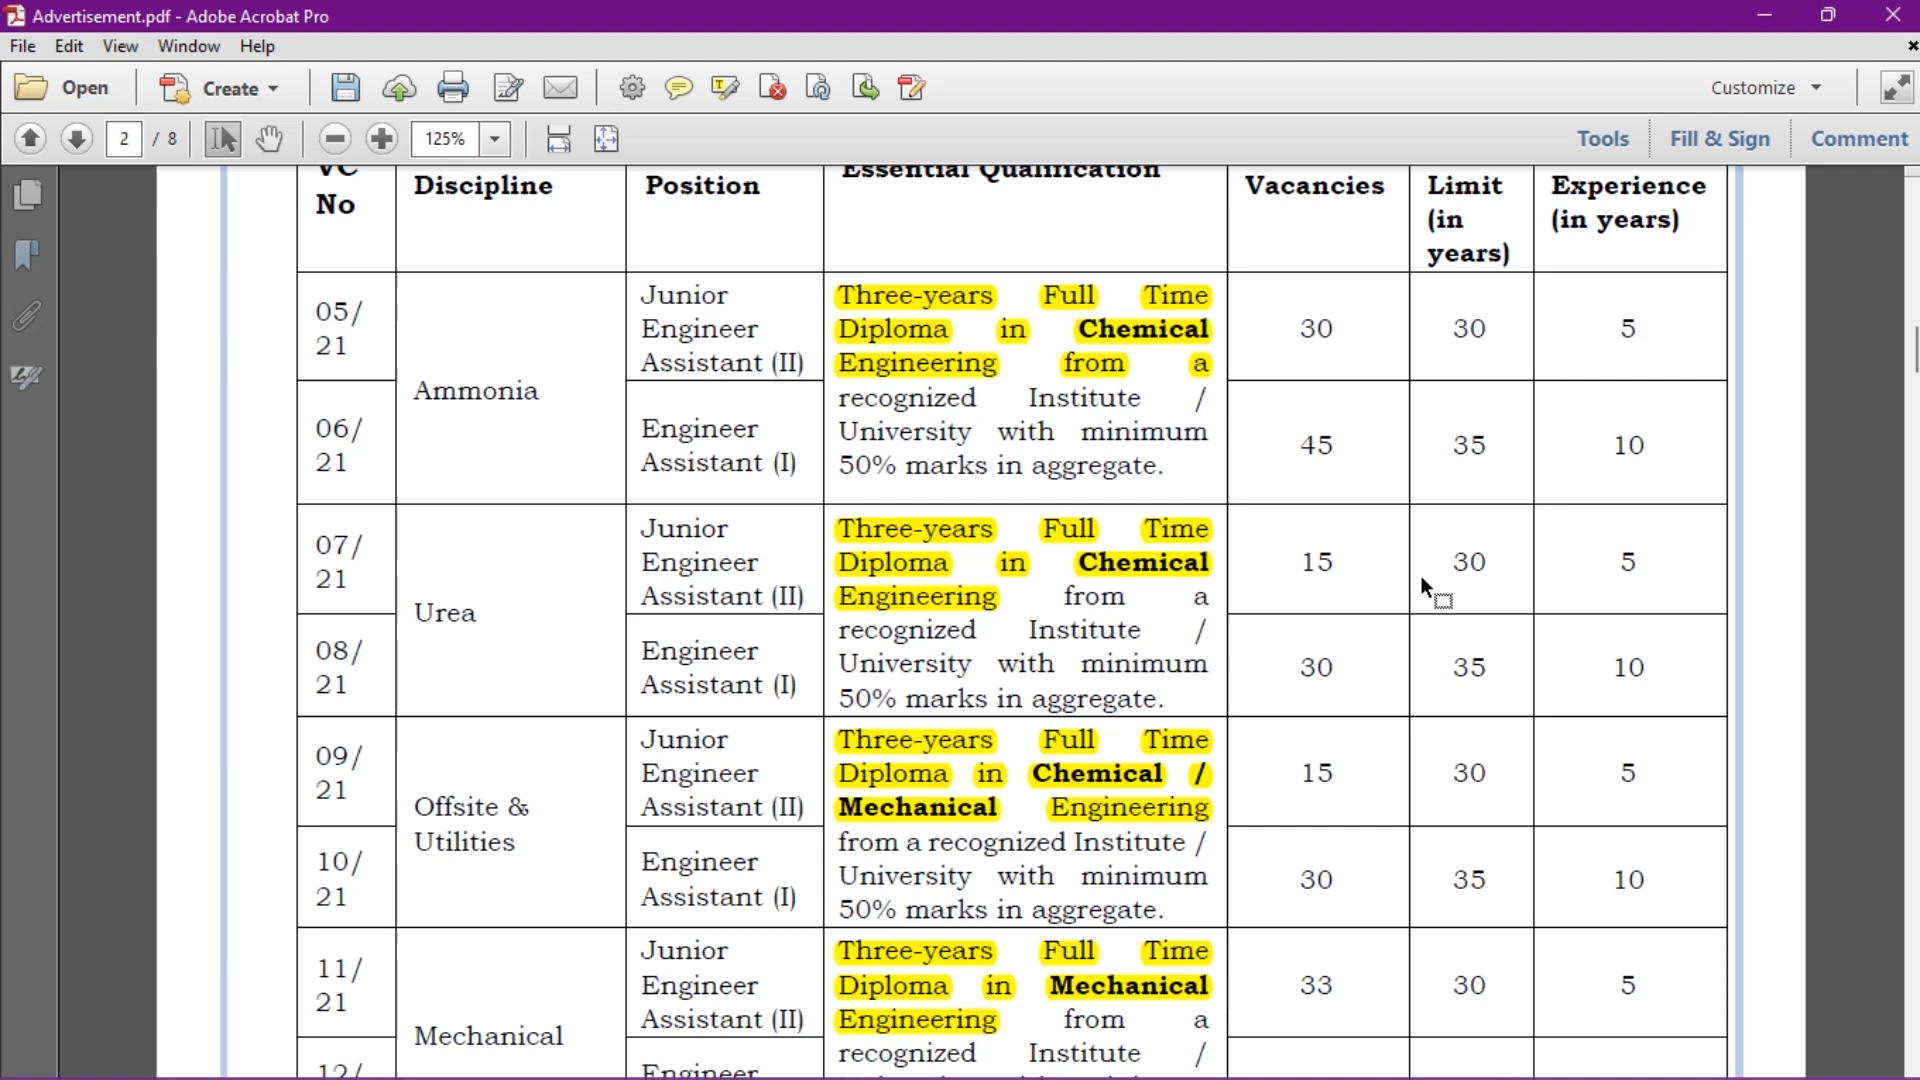 Advertisement.pdf - Adobe Acrobat Pro
File Edit View Window Help
Open Create Customize
2 / 8 125% Tools Fill & Sign Comment
VC No Discipline Position Essential Qualification Vacancies Limit (in years) Experience (in years)
05/
21
Ammonia
Junior
Engineer
Assistant (II)
Three-years Full Time
Diploma in Chemical
Engineering from a
recognized Institute /
University with minimum
50% marks in aggregate.
30 30 5
06/
21
Engineer
Assistant (I)
45 35 10
07/
21
Urea
Junior
Engineer
Assistant (II)
Three-years Full Time
Diploma in Chemical
Engineering from a
recognized Institute /
University with minimum
50% marks in aggregate.
15 30 5
08/
21
Engineer
Assistant (I)
30 35 10
09/
21
Offsite &
Utilities
Junior
Engineer
Assistant (II)
Three-years Full Time
Diploma in Chemical /
Mechanical Engineering
from a recognized Institute /
University with minimum
50% marks in aggregate.
15 30 5
10/
21
Engineer
Assistant (I)
30 35 10
11/
21
Mechanical
Junior
Engineer
Assistant (II)
Three-years Full Time
Diploma in Mechanical
Engineering from a
recognized Institute /
33 30 5
12/
Engineer